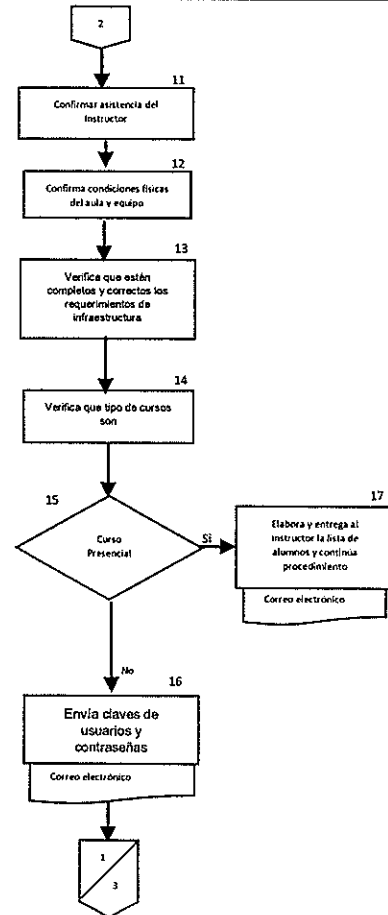 2
11
Confirmar asistencia del
Instructor
12
Confirma condiciones físicas
del aula y equipo
13
Verifica que estén
completos y correctos los
requerimientos de
infraestructura
14
Verifica que tipo de cursos
son
15
Curso
Presencial
Si
17
Elabora y entrega al
instructor la lista de
alumnos y continúa
procedimiento
Correo electrónico
No
16
Envía claves de
usuarios y
contraseñas
Correo electrónico
1
3